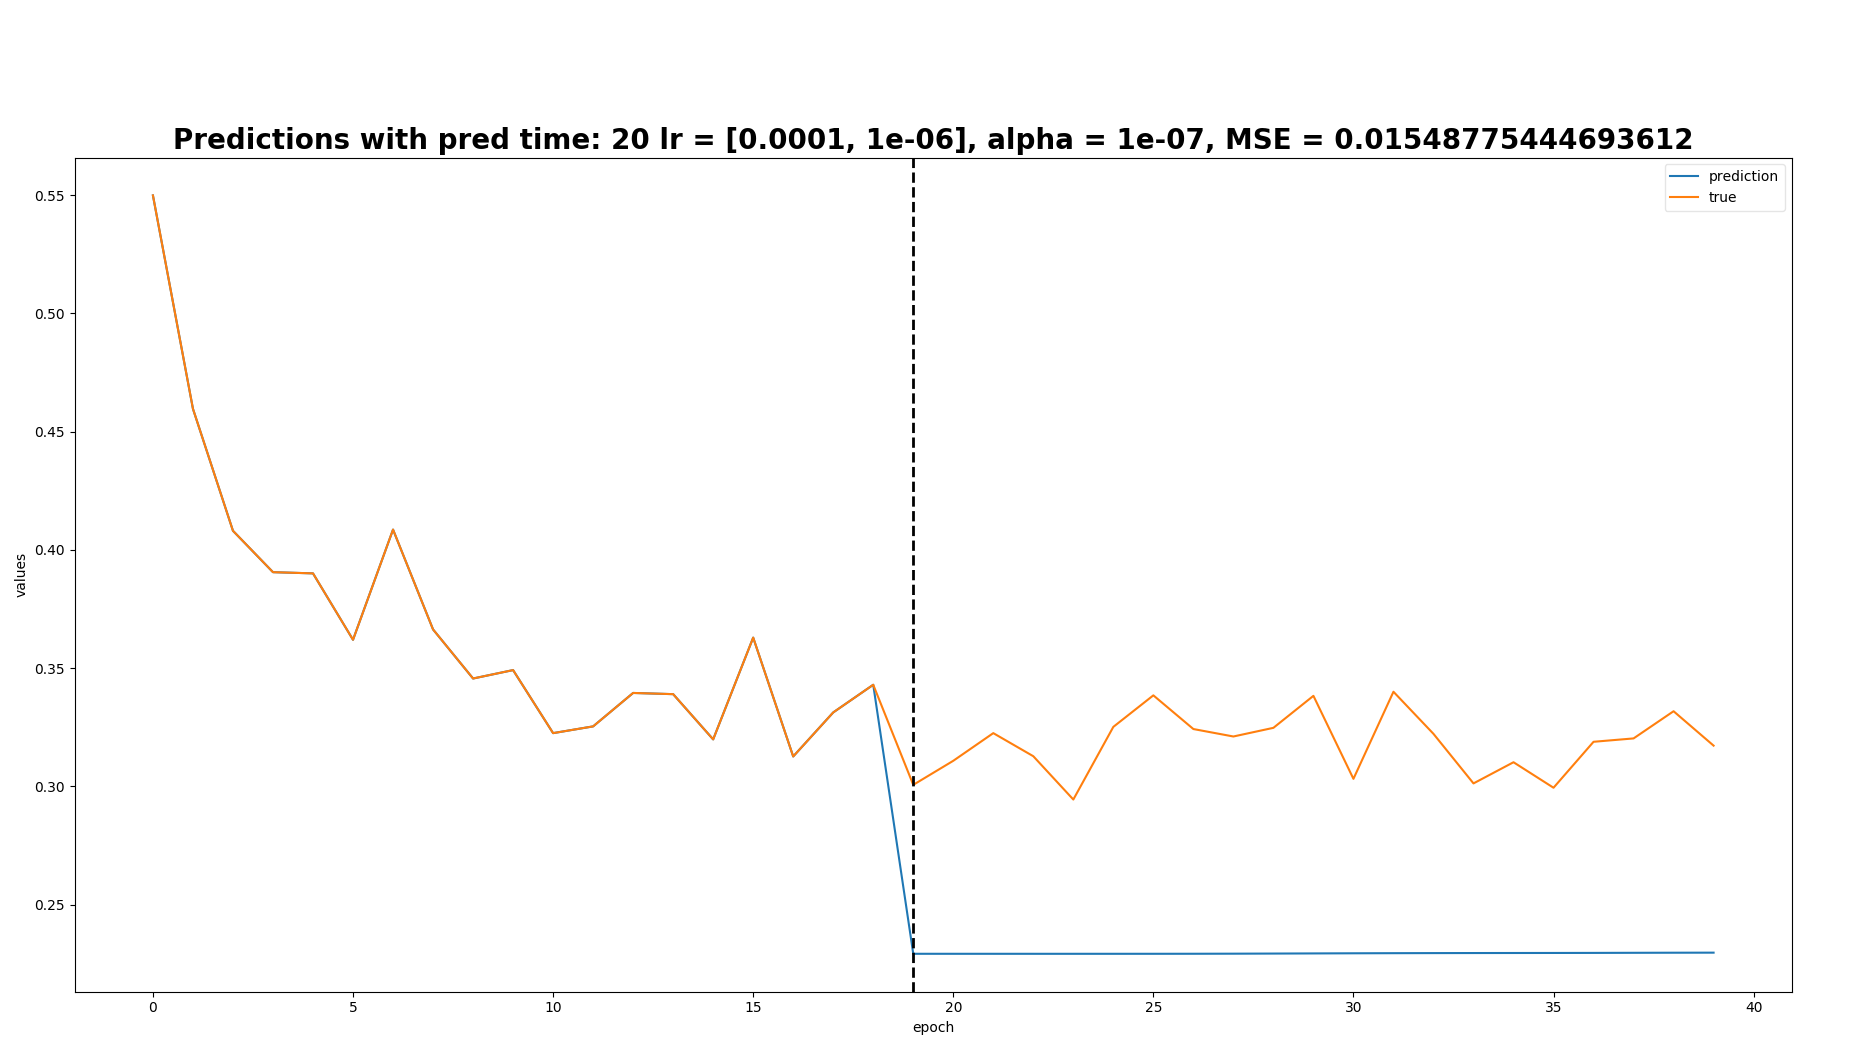 Predictions with pred time: 20 lr = [0.0001, 1e-06], alpha = 1e-07, MSE = 0.01548775444693612
prediction
true
0.55
0.50
0.45
0.40
0.35
0.30
0.25
values
0 5 10 15 20 25 30 35 40
epoch